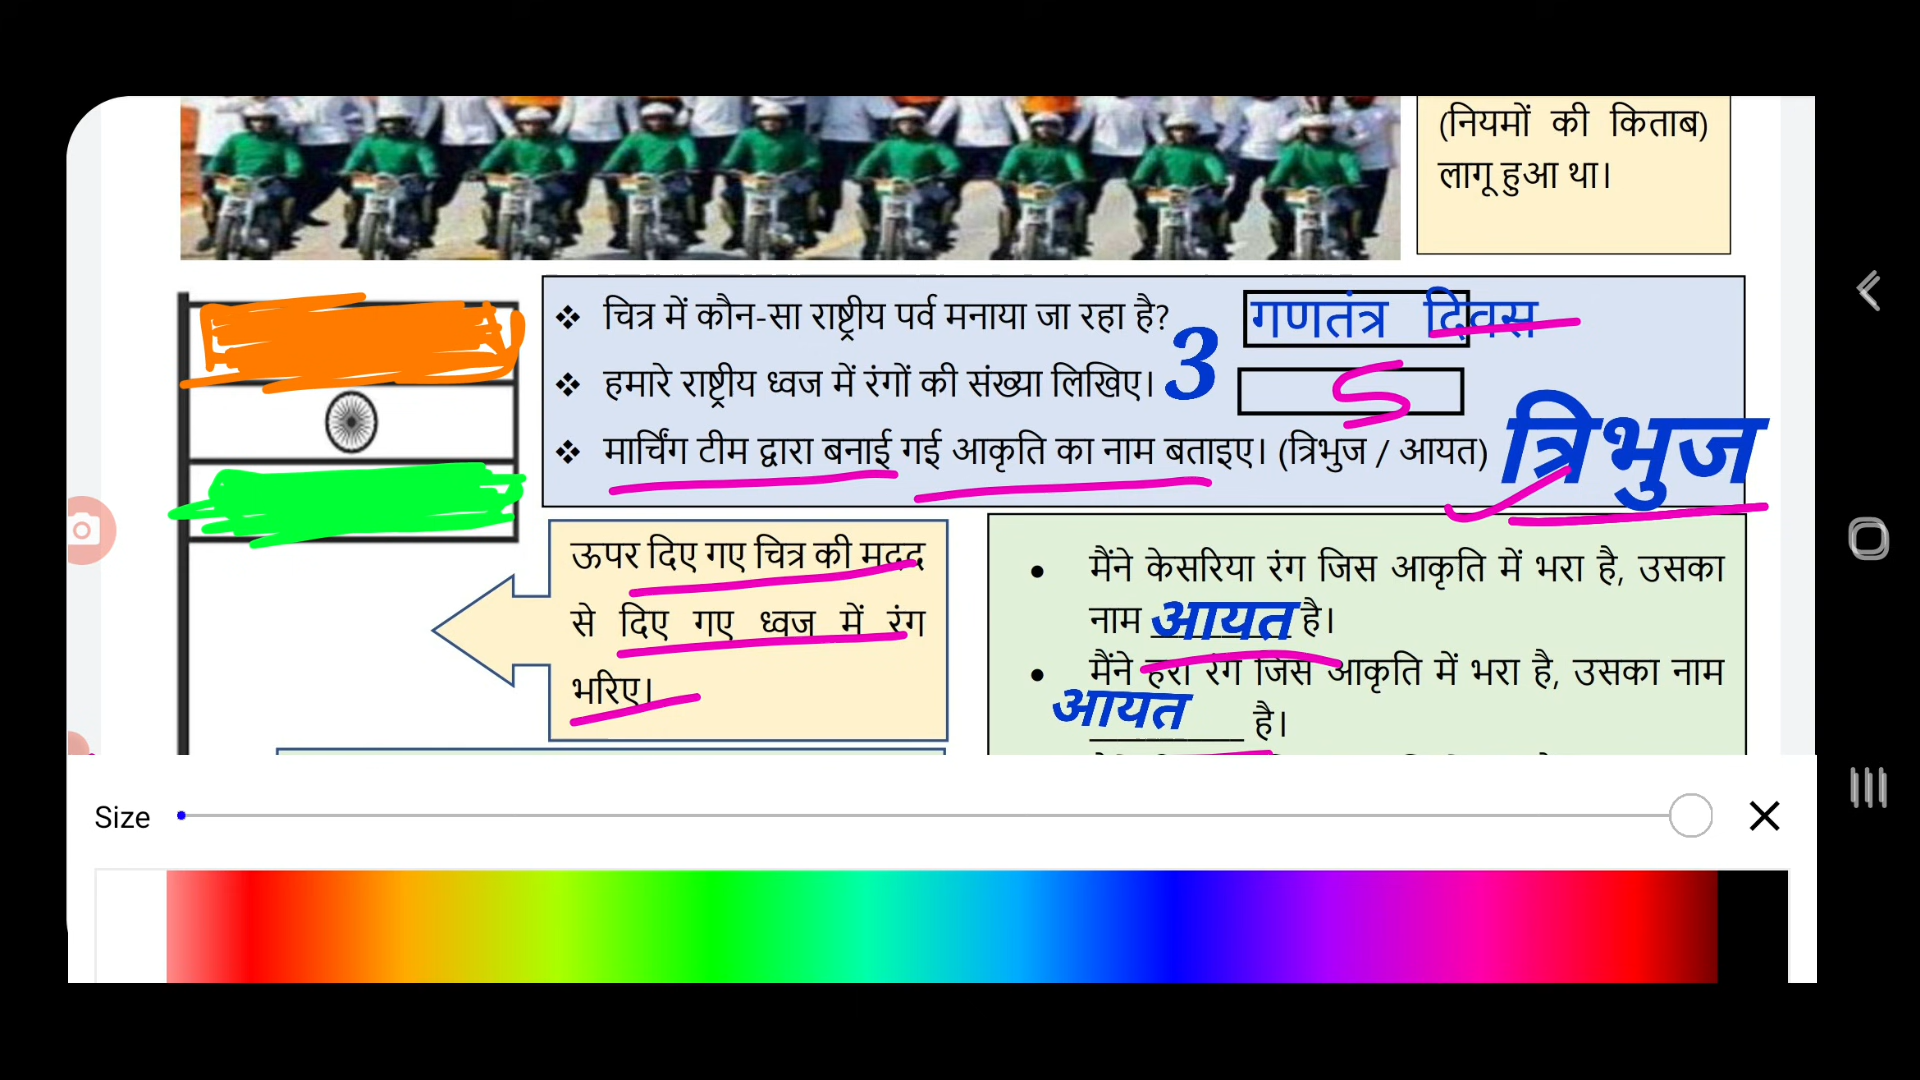 (नियमों की किताब)
लागू हुआ था।
❖ चित्र में कौन-सा राष्ट्रीय पर्व मनाया जा रहा है? गणतंत्र दिवस
❖ हमारे राष्ट्रीय ध्वज में रंगों की संख्या लिखिए। 3 5
❖ मार्चिंग टीम द्वारा बनाई गई आकृति का नाम बताइए। (त्रिभुज / आयत) त्रिभुज
ऊपर दिए गए चित्र की मदद
से दिए गए ध्वज में रंग
भरिए।
• मैंने केसरिया रंग जिस आकृति में भरा है, उसका
नाम आयत है।
• मैंने हरा रंग जिस आकृति में भरा है, उसका नाम
आयत है।
Size